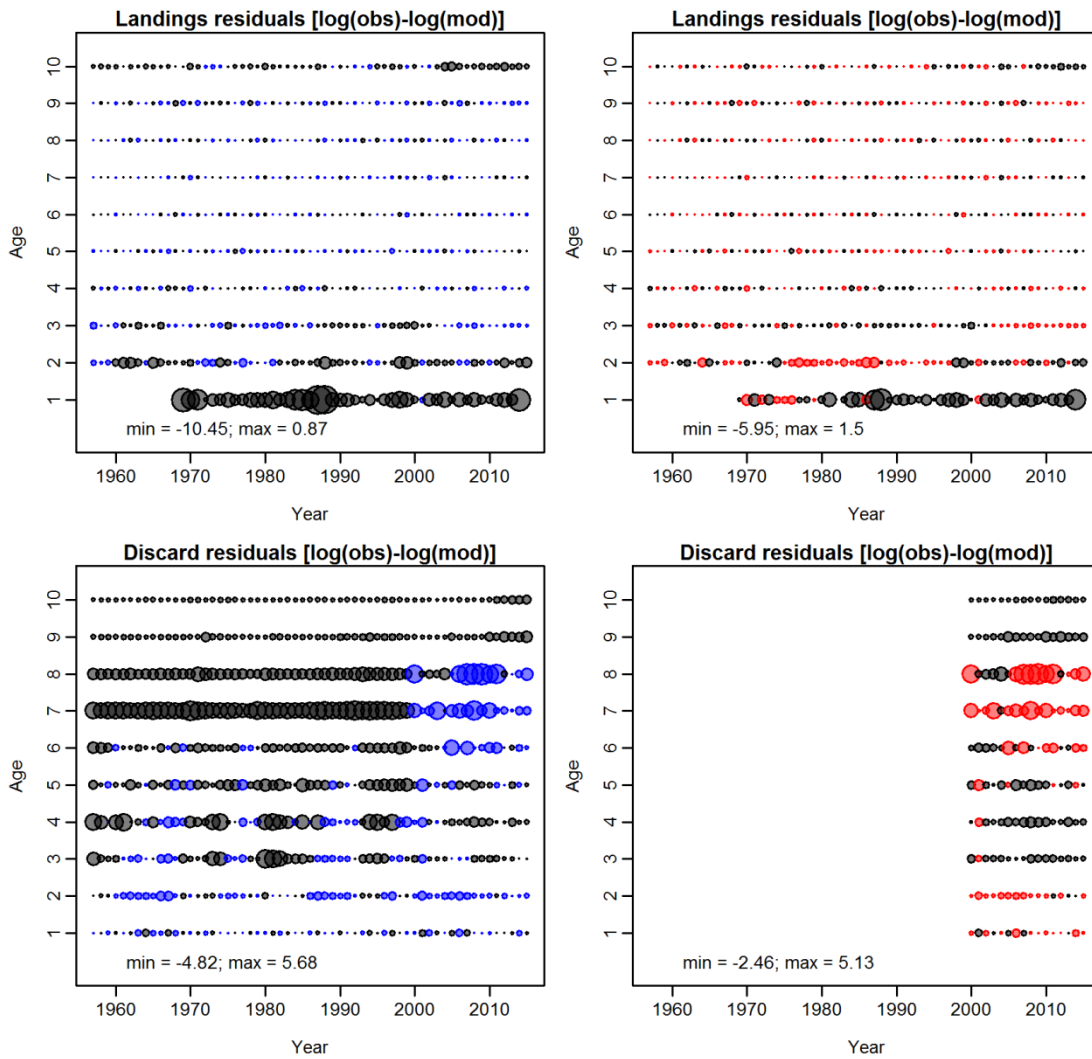 Landings residuals [log(obs)-log(mod)]
Age
10
9
8
7
6
5
4
3
2
1
min = -10.45; max = 0.87
1960 1970 1980 1990 2000 2010
Year
Landings residuals [log(obs)-log(mod)]
Age
10
9
8
7
6
5
4
3
2
1
min = -5.95; max = 1.5
1960 1970 1980 1990 2000 2010
Year
Discard residuals [log(obs)-log(mod)]
Age
10
9
8
7
6
5
4
3
2
1
min = -4.82; max = 5.68
1960 1970 1980 1990 2000 2010
Year
Discard residuals [log(obs)-log(mod)]
Age
10
9
8
7
6
5
4
3
2
1
min = -2.46; max = 5.13
1960 1970 1980 1990 2000 2010
Year